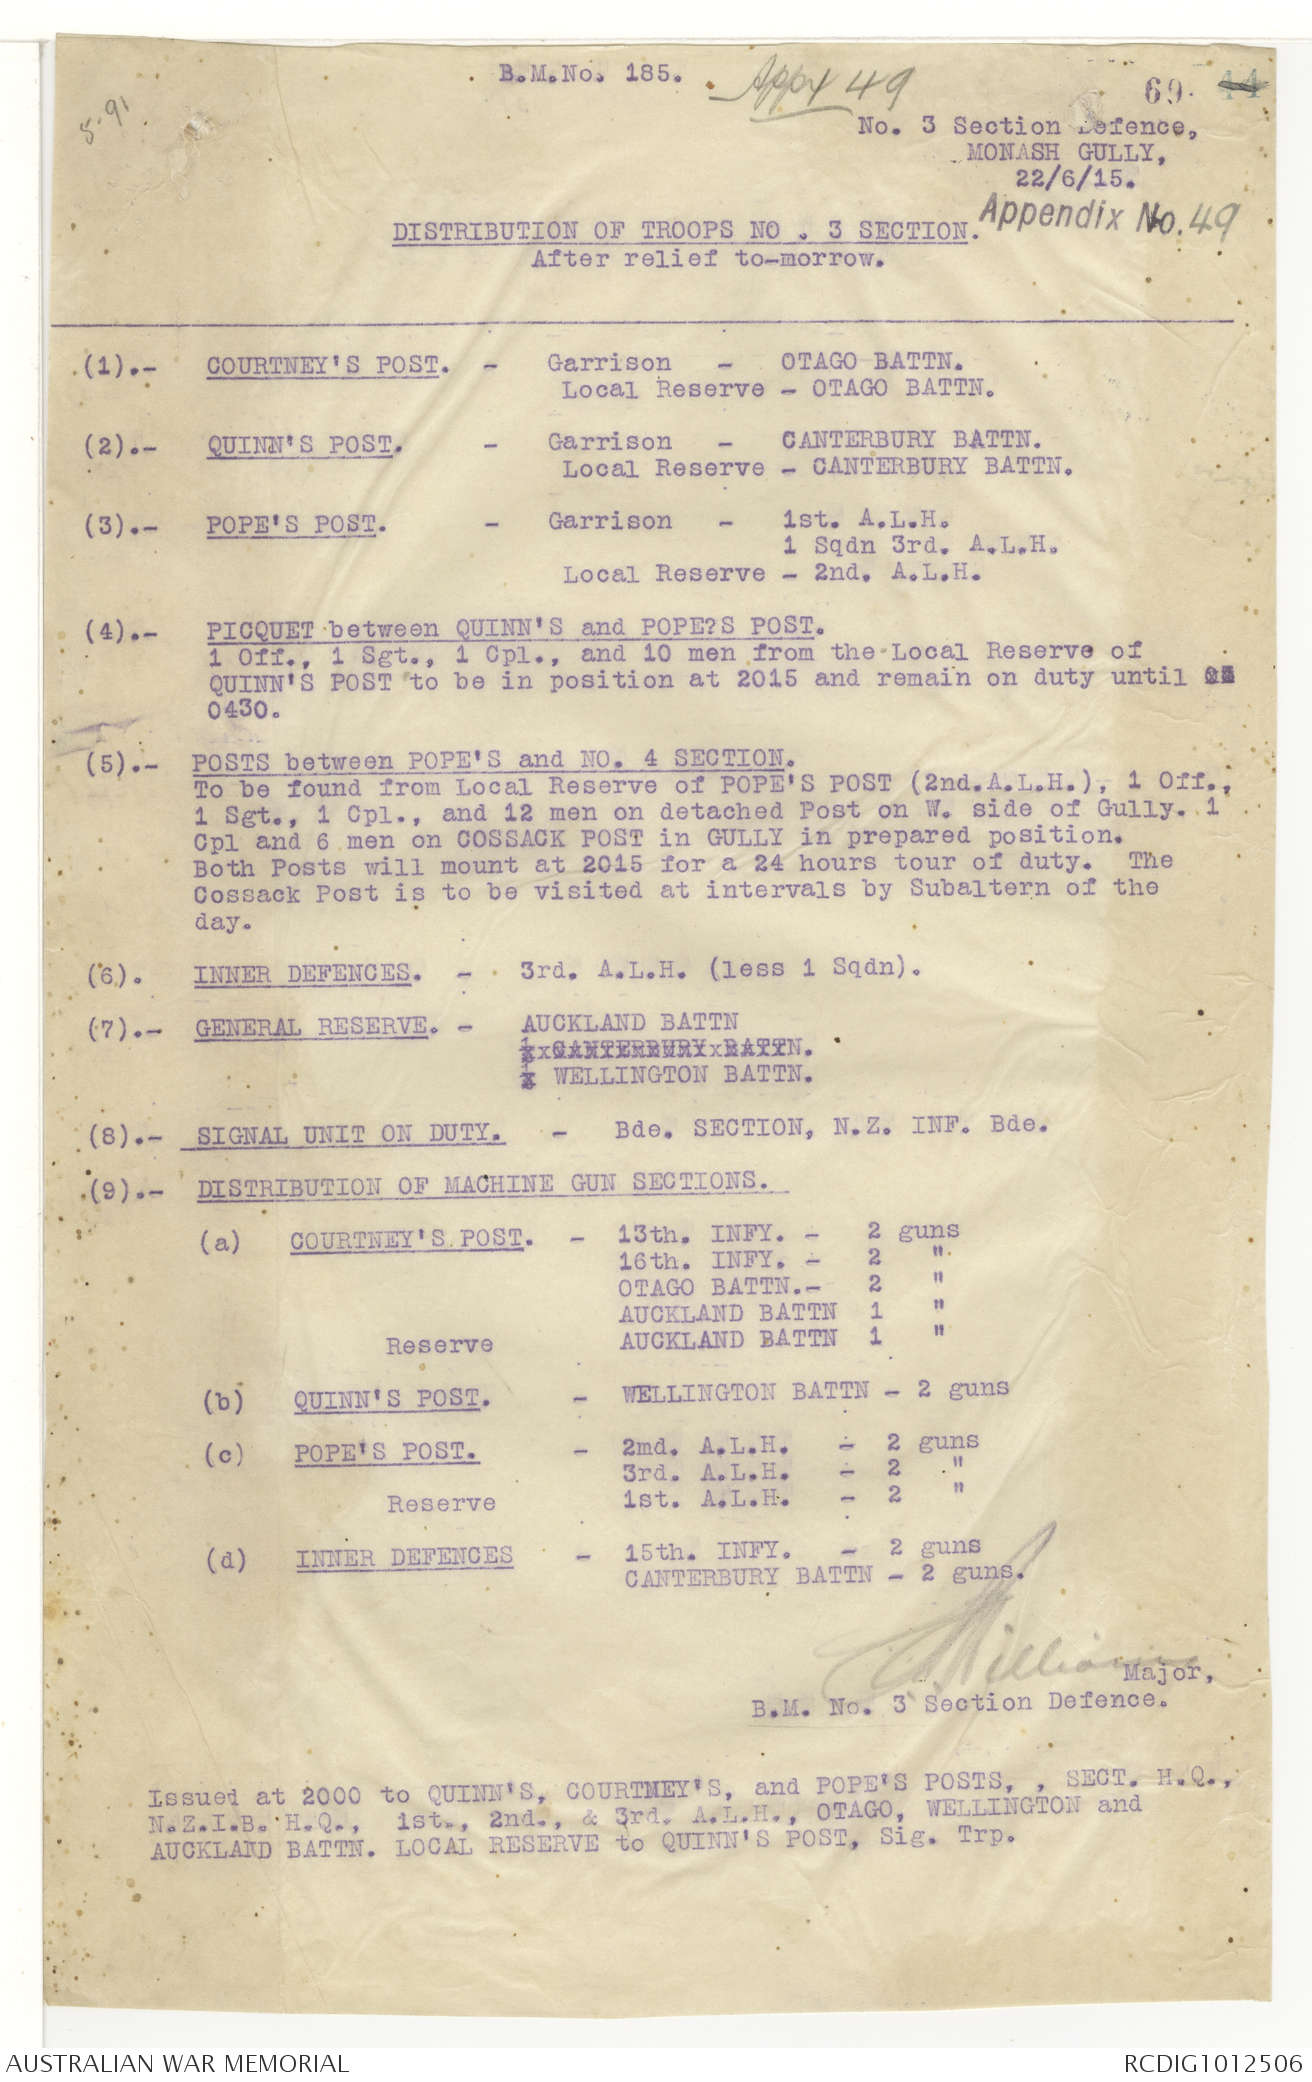 B.M.No. 185.
Appx 49
69. 44
5.91
No. 3 Section Defence,
MONASH GULLY,
22/6/15.
Appendix No. 49
DISTRIBUTION OF TROOPS NO . 3 SECTION.
After relief to-morrow.
(1).- COURTNEY'S POST. - Garrison - OTAGO BATTN.
Local Reserve - OTAGO BATTN.
(2).- QUINN'S POST. - Garrison - CANTERBURY BATTN.
Local Reserve - CANTERBURY BATTN.
(3).- POPE'S POST. - Garrison - 1st. A.L.H.
1 Sqdn 3rd. A.L.H.
Local Reserve - 2nd. A.L.H.
(4).- PICQUET between QUINN'S and POPE?S POST.
1 Off., 1 Sgt., 1 Cpl., and 10 men from the Local Reserve of
QUINN'S POST to be in position at 2015 and remain on duty until
0430.
(5).- POSTS between POPE'S and NO. 4 SECTION.
To be found from Local Reserve of POPE'S POST (2nd.A.L.H.), 1 Off.,
1 Sgt., 1 Cpl., and 12 men on detached Post on W. side of Gully. 1
Cpl and 6 men on COSSACK POST in GULLY in prepared position.
Both Posts will mount at 2015 for a 24 hours tour of duty. The
Cossack Post is to be visited at intervals by Subaltern of the
day.
(6). INNER DEFENCES. - 3rd. A.L.H. (less 1 Sqdn).
(7).- GENERAL RESERVE. - AUCKLAND BATTN
CANTERBURY BATTN.
WELLINGTON BATTN.
(8).- SIGNAL UNIT ON DUTY. - Bde. SECTION, N.Z. INF. Bde.
(9).- DISTRIBUTION OF MACHINE GUN SECTIONS.
(a) COURTNEY'S POST. - 13th. INFY. - 2 guns
16th. INFY. - 2 "
OTAGO BATTN.- 2 "
AUCKLAND BATTN 1 "
Reserve AUCKLAND BATTN 1 "
(b) QUINN'S POST. - WELLINGTON BATTN - 2 guns
(c) POPE'S POST. - 2md. A.L.H. - 2 guns
3rd. A.L.H. - 2 "
Reserve 1st. A.L.H. - 2 "
(d) INNER DEFENCES - 15th. INFY. - 2 guns
CANTERBURY BATTN - 2 guns.
Major,
B.M. No. 3 Section Defence.
Issued at 2000 to QUINN'S, COURTNEY'S, and POPE'S POSTS, , SECT. H.Q.,
N.Z.I.B. H.Q., 1st., 2nd., & 3rd. A.L.H., OTAGO, WELLINGTON and
AUCKLAND BATTN. LOCAL RESERVE to QUINN'S POST, Sig. Trp.
AUSTRALIAN WAR MEMORIAL
RCDIG1012506